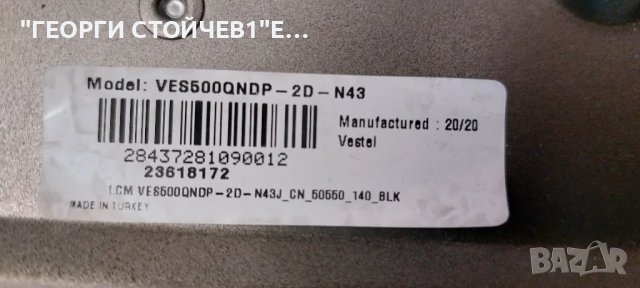 "ГЕОРГИ
СТОЙЧЕВ1"
Model: VES500QNDP-2D-N43
Manufactured : 20/20
Vestel
28437281090012
23618172
LCM VES500QNDP-2D-N43J_CN_50550_140_BLK
MADE IN TURKEY
BAZAR